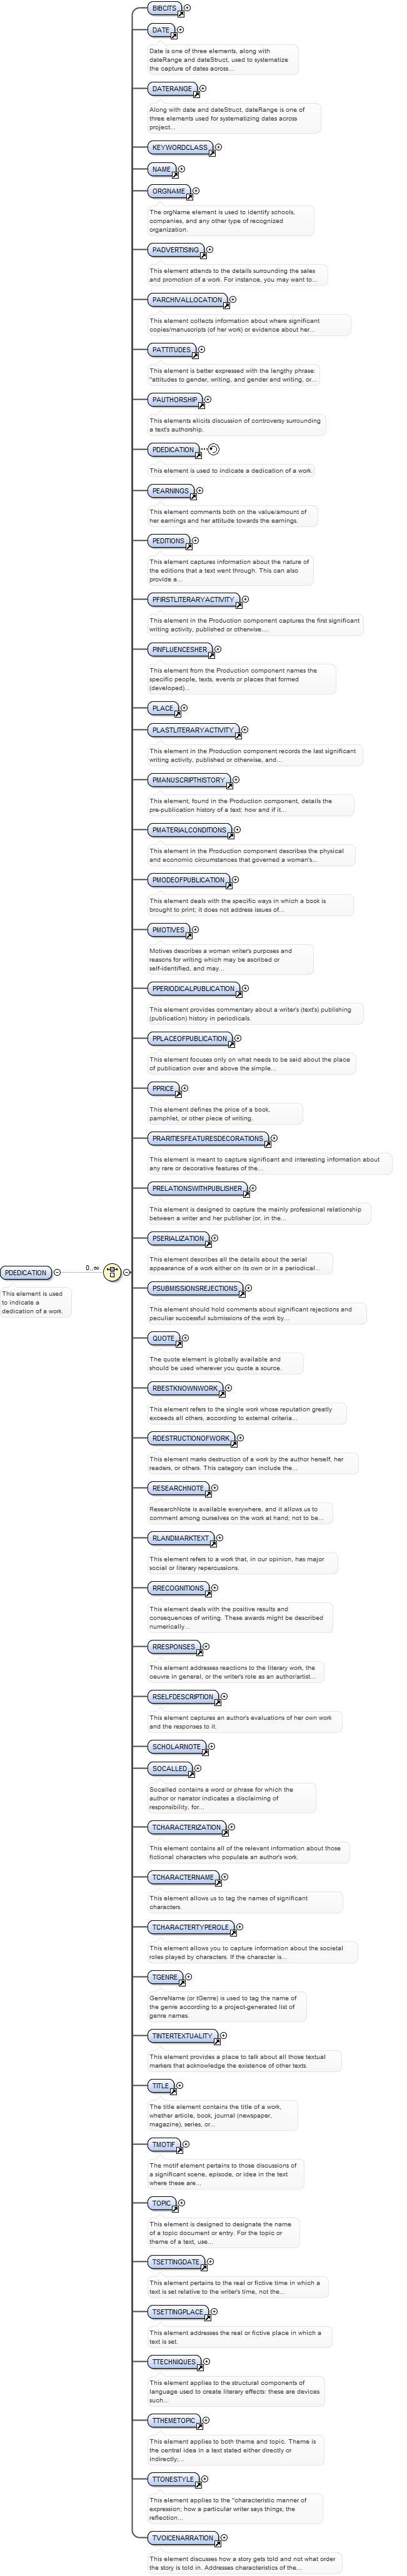 BIBCITS
DATE
Date is one of three elements, along with
dateRange and dateStruct, used to systematize
the capture of dates across...
DATERANGE
Along with date and dateStruct, dateRange is one of
three elements used for systematizing dates across
project...
KEYWORDCLASS
NAME
ORGNAME
The orgName element is used to identify schools,
companies, and any other type of recognized
organization.
PADVERTISING
This element attends to the details surrounding the sales
and promotion of a work. For instance, you may want to...
PARCHIVALLOCATION
This element collects information about where significant
copies/manuscripts (of her work) or evidence about her...
PATTITUDES
This element is better expressed with the lengthy phrase:
"attitudes to gender, writing, and gender and writing, or...
PAUTHORSHIP
This elements elicits discussion of controversy surrounding
a text's authorship.
PDEDICATION
This element is used to indicate a dedication of a work.
PEARNINGS
This element comments both on the value/amount of
her earnings and her attitude towards the earnings.
PEDITIONS
This element captures information about the nature of
the editions that a text went through. This can also
provide a...
PFIRSTLITERARYACTIVITY
This element in the Production component captures the first significant
writing activity, published or otherwise....
PINFLUENCESHER
This element from the Production component names the
specific people, texts, events or places that formed
(developed)...
PLACE
PLASTLITERARYACTIVITY
This element in the Production component records the last significant
writing activity, published or otherwise, and...
PMANUSCRIPTHISTORY
This element, found in the Production component, details the
pre-publication history of a text: how and if it...
PMATERIALCONDITIONS
This element in the Production component describes the physical
and economic circumstances that governed a woman's...
PMODEOFPUBLICATION
This element deals with the specific ways in which a book is
brought to print; it does not address issues of...
PMOTIVES
Motives describes a woman writer's purposes and
reasons for writing which may be ascribed or
self-identified, and may...
PPERIODICALPUBLICATION
This element provides commentary about a writer's (text's) publishing
(publication) history in periodicals.
PPLACEOFPUBLICATION
This element focuses only on what needs to be said about the place
of publication over and above the simple...
PPRICE
This element defines the price of a book,
pamphlet, or other piece of writing.
PRARITIESFEATURESDECORATIONS
This element is meant to capture significant and interesting information about
any rare or decorative features of the...
PRELATIONSWITHPUBLISHER
This element is designed to capture the mainly professional relationship
between a writer and her publisher (or, in the...
PSERIALIZATION
This element describes all the details about the serial
appearance of a work either on its own or in a periodical...
PDEDICATION
0..∞
This element is used
to indicate a
dedication of a work.
PSUBMISSIONSREJECTIONS
This element should hold comments about significant rejections and
peculiar successful submissions of the work by...
QUOTE
The quote element is globally available and
should be used wherever you quote a source.
RBESTKNOWNWORK
This element refers to the single work whose reputation greatly
exceeds all others, according to external criteria...
RDESTRUCTIONOFWORK
This element marks destruction of a work by the author herself, her
readers, or others. This category can include the...
RESEARCHNOTE
ResearchNote is available everywhere, and it allows us to
comment among ourselves on the work at hand; not to be...
RLANDMARKTEXT
This element refers to a work that, in our opinion, has major
social or literary repercussions.
RRECOGNITIONS
This element deals with the positive results and
consequences of writing. These awards might be described
numerically...
RRESPONSES
This element addresses reactions to the literary work, the
oeuvre in general, or the writer's role as an author/artist...
RSELFDESCRIPTION
This element captures an author's evaluations of her own work
and the responses to it.
SCHOLARNOTE
SOCALLED
Socalled contains a word or phrase for which the
author or narrator indicates a disclaiming of
responsibility, for...
TCHARACTERIZATION
This element contains all of the relevant information about those
fictional characters who populate an author's work.
TCHARACTERNAME
This element allows us to tag the names of significant
characters.
TCHARACTERTYPEROLE
This element allows you to capture information about the societal
roles played by characters. If the character is...
TGENRE
GenreName (or tGenre) is used to tag the name of
the genre according to a project-generated list of
genre names.
TINTERTEXTUALITY
This element provides a place to talk about all those textual
markers that acknowledge the existence of other texts.
TITLE
The title element contains the title of a work,
whether article, book, journal (newspaper,
magazine), series, or...
TMOTIF
The motif element pertains to those discussions of
a significant scene, episode, or idea in the text
where these are...
TOPIC
This element is designed to designate the name
of a topic document or entry. For the topic or
theme of a text, use...
TSETTINGDATE
This element pertains to the real or fictive time in which a
text is set relative to the writer's time, not the...
TSETTINGPLACE
This element addresses the real or fictive place in which a
text is set.
TTECHNIQUES
This element applies to the structural components of
language used to create literary effects: these are devices
such...
TTHEMETOPIC
This element applies to both theme and topic. Theme is
the central idea in a text stated either directly or
indirectly;...
TTONESTYLE
This element applies to the "characteristic manner of
expression; how a particular writer says things; the
reflection...
TVOICENARRATION
This element discusses how a story gets told and not what order
the story is told in. Addresses characteristics of the...